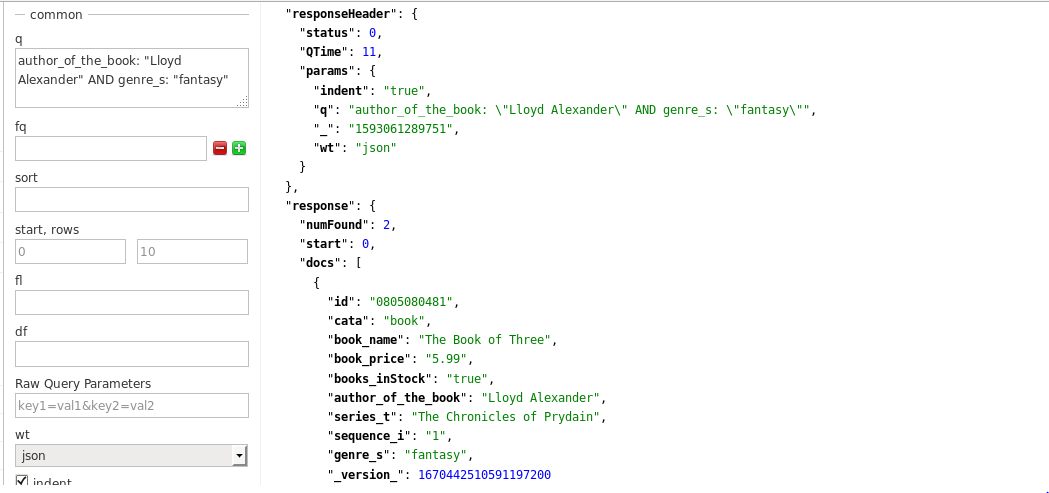 common
q
author_of_the_book: "Lloyd
Alexander" AND genre_s: "fantasy"
fq
sort
start, rows
0 10
fl
df
Raw Query Parameters
key1=val1&key2=val2
wt
json
indent
"responseHeader": {
"status": 0,
"QTime": 11,
"params": {
"indent": "true",
"q": "author_of_the_book: \"Lloyd Alexander\" AND genre_s: \"fantasy\"",
"_": "1593061289751",
"wt": "json"
}
},
"response": {
"numFound": 2,
"start": 0,
"docs": [
{
"id": "0805080481",
"cata": "book",
"book_name": "The Book of Three",
"book_price": "5.99",
"books_inStock": "true",
"author_of_the_book": "Lloyd Alexander",
"series_t": "The Chronicles of Prydain",
"sequence_i": "1",
"genre_s": "fantasy",
"_version_": 1670442510591197200